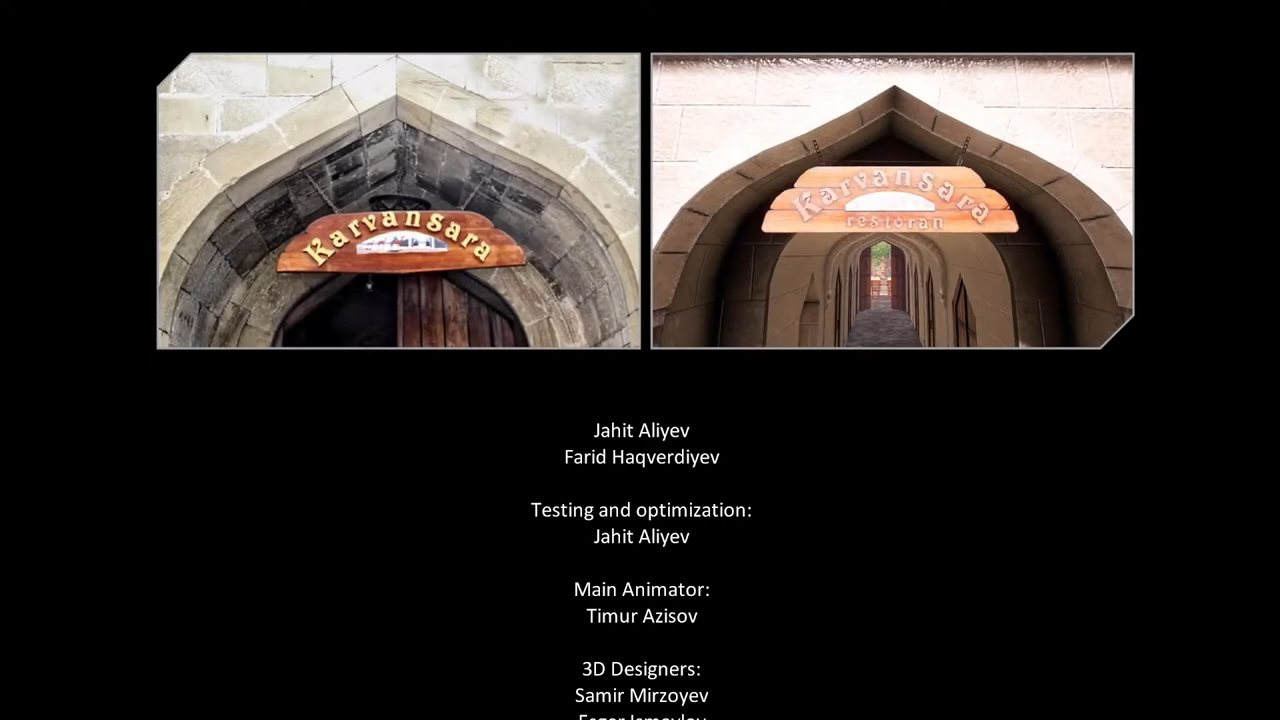 Karvansara
Karvansara
restoran
Jahit Aliyev
Farid Haqverdiyev
Testing and optimization:
Jahit Aliyev
Main Animator:
Timur Azisov
3D Designers:
Samir Mirzoyev